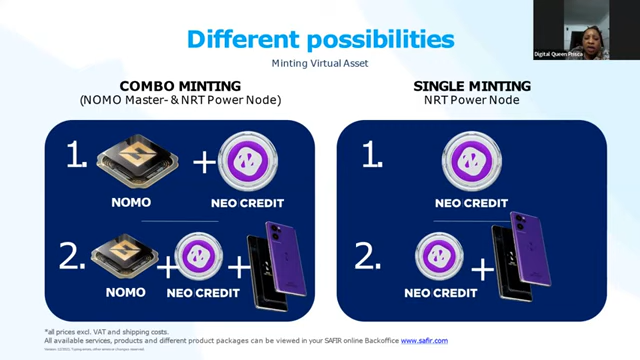 Different possibilities
Minting Virtual Asset
Digital Queen Prisca
COMBO MINTING
(NOMO Master- & NRT Power Node)
SINGLE MINTING
NRT Power Node
1.
+
NOMO
NEO CREDIT
2.
+
+
NOMO
NEO CREDIT
1.
NEO CREDIT
2.
+
NEO CREDIT
*all prices excl. VAT and shipping costs.
All available services, products and different product packages can be viewed in your SAFIR online Backoffice www.safir.com